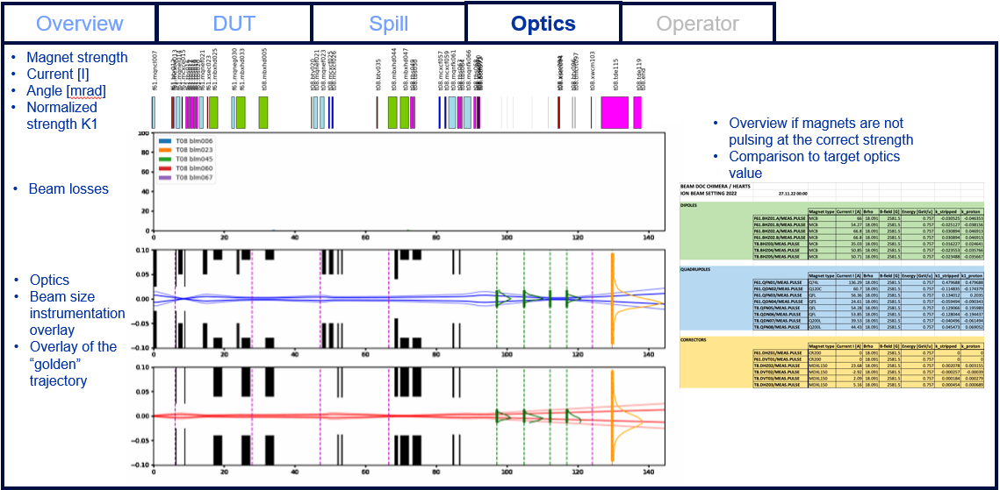 Overview
DUT
Spill
Optics
Operator
• Magnet strength
• Current [I]
• Angle [mrad]
• Normalized
strength K1
• Beam losses
• Optics
• Beam size
instrumentation
overlay
• Overlay of the
“golden”
trajectory
f61.mqnci007
f61.mbxhd025
f61.mqneg030
f61.mbxhd033
t08.mbxhd005
t08.mqnef021
t08.mqnef023
t08.btv035
t08.mbxhd044
t08.mbxhd047
t08.mcxcf057
t08.mcxcf059
t08.xwcm103
t08.tde115
t08.tde119
100
80
60
40
20
0
T08 blm006
T08 blm023
T08 blm045
T08 blm060
T08 blm067
0 20 40 60 80 100 120 140
0.10
0.05
0.00
−0.05
−0.10
0 20 40 60 80 100 120 140
0.10
0.05
0.00
−0.05
−0.10
0 20 40 60 80 100 120 140
• Overview if magnets are not
pulsing at the correct strength
• Comparison to target optics
value
BEAM DOC CHIMERA / HEARTS
ION BEAM SETTING 2022 27.11.22 00:00
DIPOLES
Magnet type Current I [A] Brho B-field [G] Energy [GeV/u] k_stripped k_proton
F61.BHZ01.A/MEAS.PULSE MCB 66 18.091 2581.5 0.757 -0.030525 -0.046353
F61.BHZ01.B/MEAS.PULSE MCB 54.27 18.091 2581.5 0.757 -0.025127 -0.038156
F61.BHZ02.A/MEAS.PULSE MCB 66.8 18.091 2581.5 0.757 0.030894 0.046913
F61.BHZ02.B/MEAS.PULSE MCB 66.8 18.091 2581.5 0.757 0.030894 0.046913
T8.BHZ03/MEAS.PULSE MCB 35.03 18.091 2581.5 0.757 0.016227 0.024641
T8.BHZ04/MEAS.PULSE MCB 50.85 18.091 2581.5 0.757 -0.023553 -0.035766
T8.BHZ05/MEAS.PULSE MCB 50.71 18.091 2581.5 0.757 -0.023488 -0.035667
QUADRUPOLES
Magnet type Current I [A] Brho B-field [G] Energy [GeV/u] k1_stripped k1_proton
F61.QFN01/MEAS.PULSE Q74L 136.29 18.091 2581.5 0.757 0.479688 0.479688
F61.QDN02/MEAS.PULSE Q120C 60.7 18.091 2581.5 0.757 -0.114835 -0.174379
F61.QFN03/MEAS.PULSE QFL 56.36 18.091 2581.5 0.757 0.134012 0.2035
F61.QDN04/MEAS.PULSE QFS 24.61 18.091 2581.5 0.757 -0.059494 -0.090343
T8.QFN05/MEAS.PULSE QFL 54.28 18.091 2581.5 0.757 0.129066 0.195989
T8.QDN06/MEAS.PULSE QFL 53.85 18.091 2581.5 0.757 -0.128044 -0.194437
T8.QDN07/MEAS.PULSE Q200L 39.53 18.091 2581.5 0.757 -0.040496 -0.061494
T8.QFN08/MEAS.PULSE Q200L 44.43 18.091 2581.5 0.757 0.045473 0.069052
CORRECTORS
Magnet type Current I [A] Brho B-field [G] Energy [GeV/u] k_stripped k_proton
F61.DHZ01/MEAS.PULSE CR200 0 18.091 2581.5 0.757 0 0
F61.DVT01/MEAS.PULSE CR200 0 18.091 2581.5 0.757 0 0
T8.DHZ02/MEAS.PULSE MDXL150 23.68 18.091 2581.5 0.757 0.002078 0.003155
T8.DVT02/MEAS.PULSE MDXL150 -2.92 18.091 2581.5 0.757 -0.000257 -0.00039
T8.DVT03/MEAS.PULSE MDXL150 2.09 18.091 2581.5 0.757 0.000184 0.000279
T8.DHZ03/MEAS.PULSE MDXL150 5.16 18.091 2581.5 0.757 0.000454 0.000689